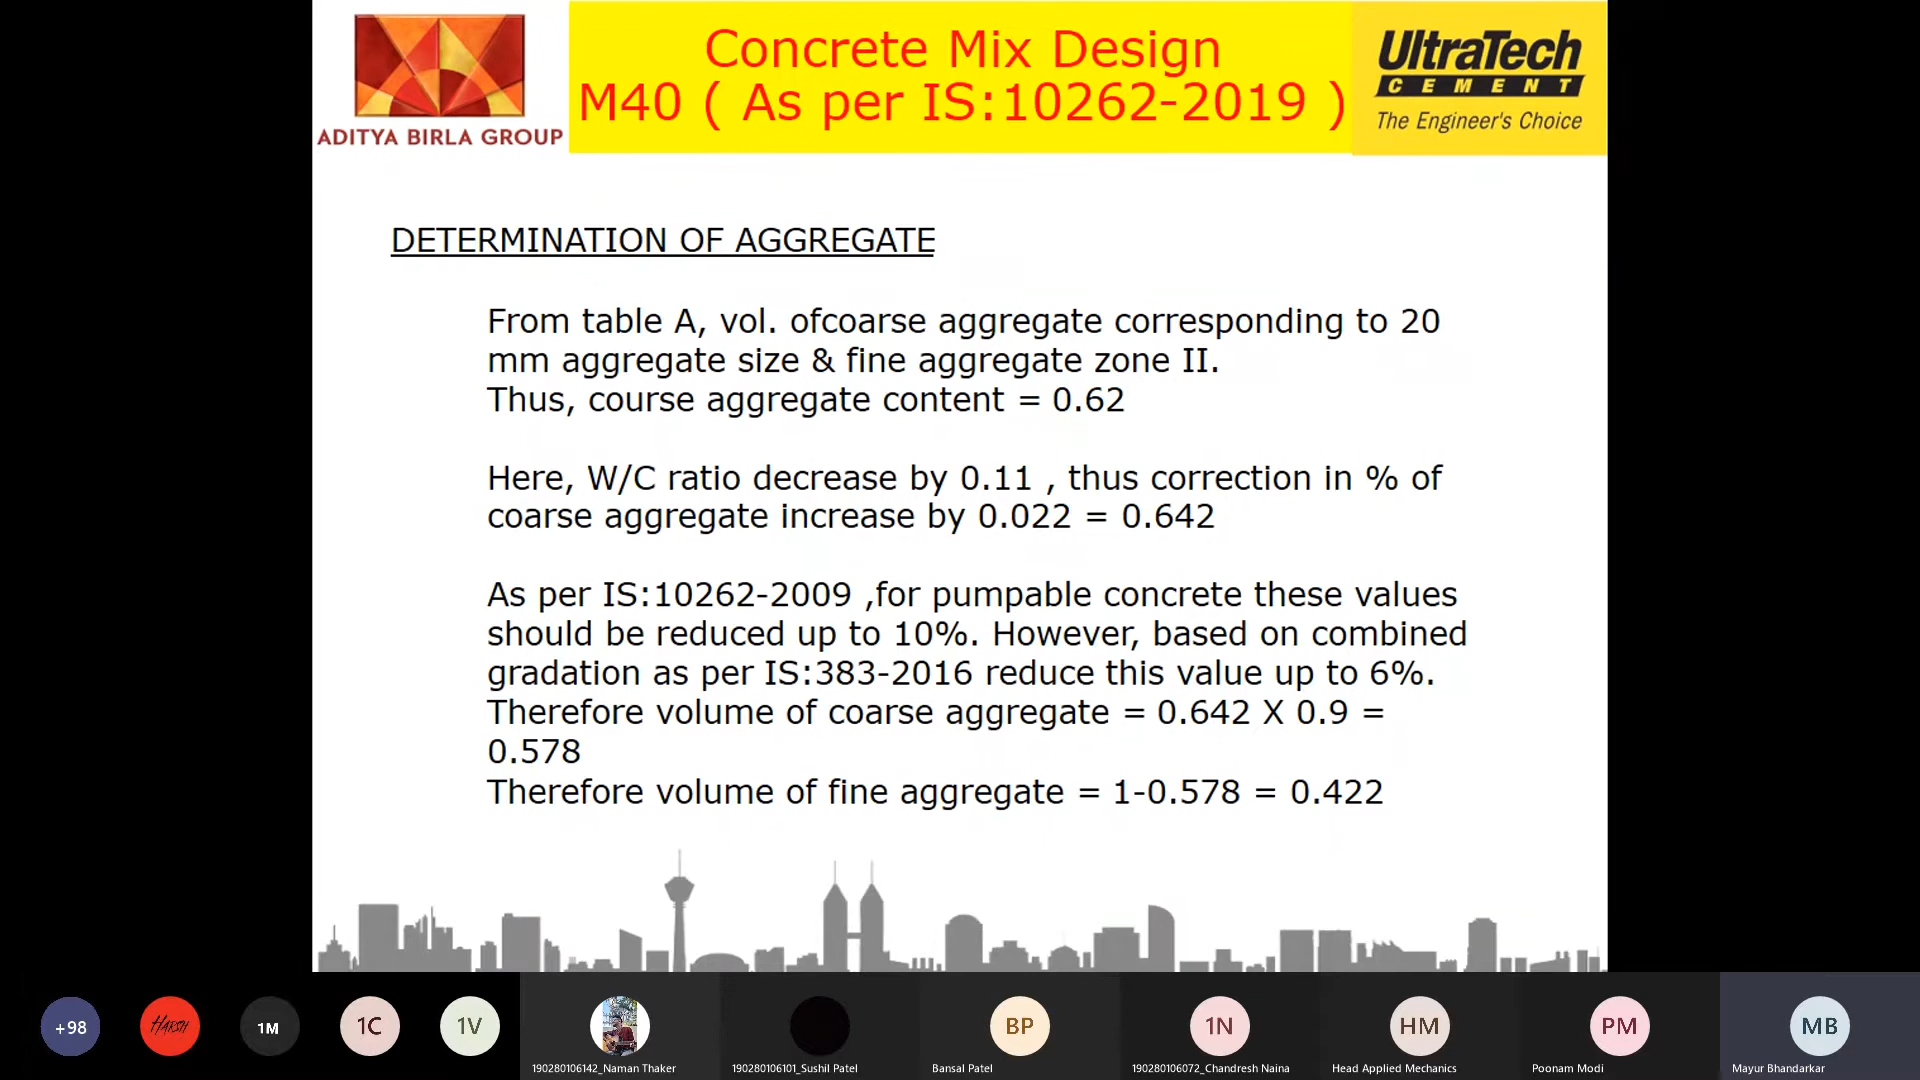 ADITYA BIRLA GROUP
Concrete Mix Design
M40 ( As per IS:10262-2019 )
UltraTech
CEMENT
The Engineer's Choice
DETERMINATION OF AGGREGATE
From table A, vol. ofcoarse aggregate corresponding to 20
mm aggregate size & fine aggregate zone II.
Thus, course aggregate content = 0.62
Here, W/C ratio decrease by 0.11 , thus correction in % of
coarse aggregate increase by 0.022 = 0.642
As per IS:10262-2009 ,for pumpable concrete these values
should be reduced up to 10%. However, based on combined
gradation as per IS:383-2016 reduce this value up to 6%.
Therefore volume of coarse aggregate = 0.642 X 0.9 =
0.578
Therefore volume of fine aggregate = 1-0.578 = 0.422
+98
HARSH
1M
1C
1V
BP
1N
HM
PM
MB
190280106142_Naman Thaker
190280106101_Sushil Patel
Bansal Patel
190280106072_Chandresh Naina
Head Applied Mechanics
Poonam Modi
Mayur Bhandarkar